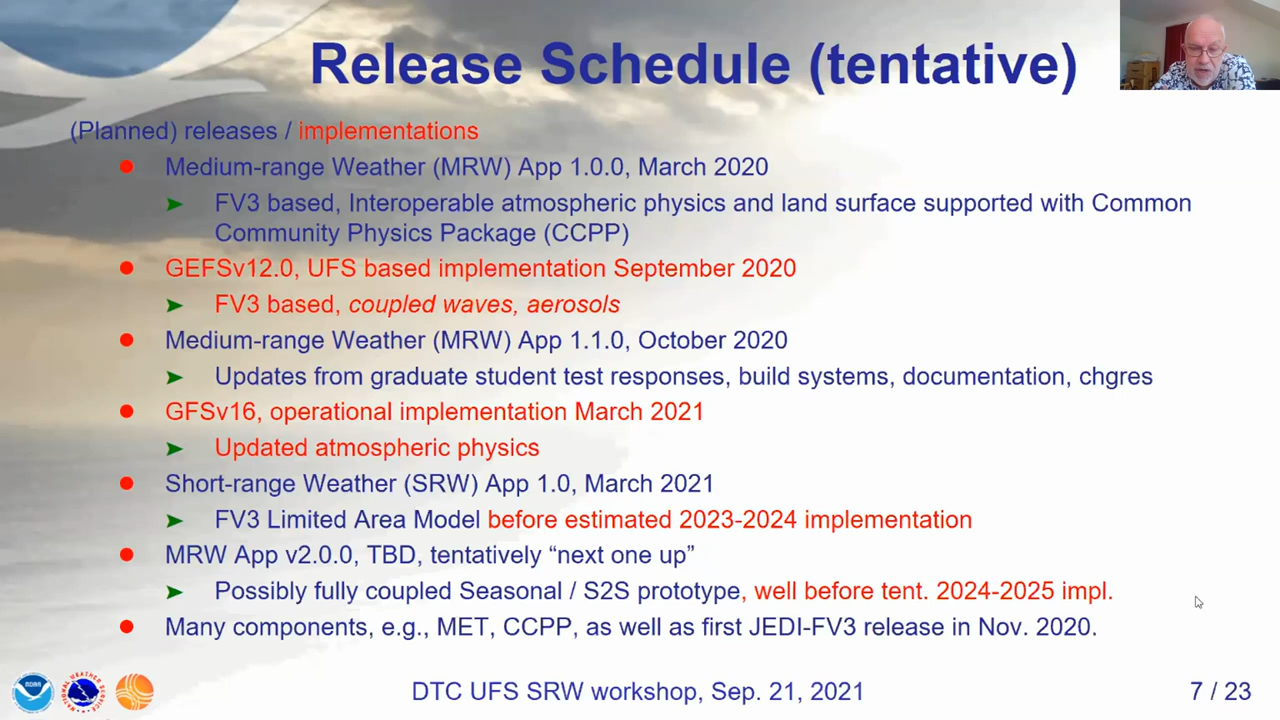 Release Schedule (tentative)
(Planned) releases / implementations
Medium-range Weather (MRW) App 1.0.0, March 2020
FV3 based, Interoperable atmospheric physics and land surface supported with Common
Community Physics Package (CCPP)
GEFSv12.0, UFS based implementation September 2020
FV3 based, coupled waves, aerosols
Medium-range Weather (MRW) App 1.1.0, October 2020
Updates from graduate student test responses, build systems, documentation, chgres
GFSv16, operational implementation March 2021
Updated atmospheric physics
Short-range Weather (SRW) App 1.0, March 2021
FV3 Limited Area Model before estimated 2023-2024 implementation
MRW App v2.0.0, TBD, tentatively “next one up”
Possibly fully coupled Seasonal / S2S prototype, well before tent. 2024-2025 impl.
Many components, e.g., MET, CCPP, as well as first JEDI-FV3 release in Nov. 2020.
NOAA
NATIONAL WEATHER SERVICE
DTC UFS SRW workshop, Sep. 21, 2021
7 / 23